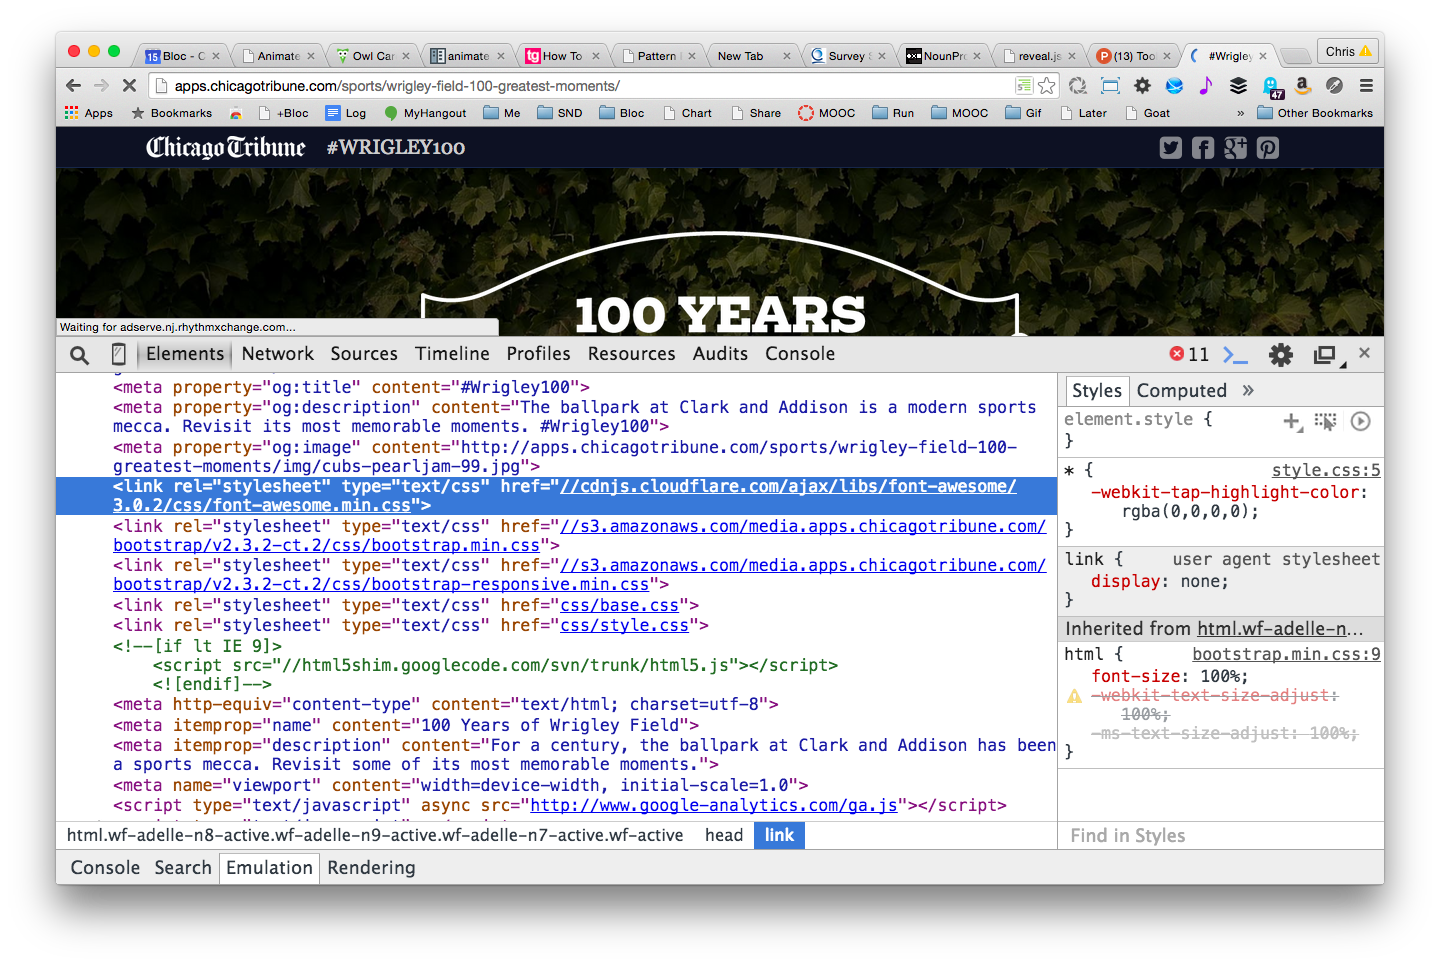 15 Bloc - C
Animate
Owl Car
animate
tg How To
Pattern
New Tab
Survey
NounPro
reveal.js
P (13) Too
#Wrigley
Chris
apps.chicagotribune.com/sports/wrigley-field-100-greatest-moments/
47
Apps Bookmarks +Bloc Log MyHangout Me SND Bloc Chart Share MOOC Run MOOC Gif Later Goat » Other Bookmarks
Chicago Tribune #WRIGLEY100
100 YEARS
Waiting for adserve.nj.rhythmxchange.com...
Elements Network Sources Timeline Profiles Resources Audits Console 11
<meta property="og:title" content="#Wrigley100">
<meta property="og:description" content="The ballpark at Clark and Addison is a modern sports
mecca. Revisit its most memorable moments. #Wrigley100">
<meta property="og:image" content="http://apps.chicagotribune.com/sports/wrigley-field-100-
greatest-moments/img/cubs-pearljam-99.jpg">
<link rel="stylesheet" type="text/css" href="//cdnjs.cloudflare.com/ajax/libs/font-awesome/
3.0.2/css/font-awesome.min.css">
<link rel="stylesheet" type="text/css" href="//s3.amazonaws.com/media.apps.chicagotribune.com/
bootstrap/v2.3.2-ct.2/css/bootstrap.min.css">
<link rel="stylesheet" type="text/css" href="//s3.amazonaws.com/media.apps.chicagotribune.com/
bootstrap/v2.3.2-ct.2/css/bootstrap-responsive.min.css">
<link rel="stylesheet" type="text/css" href="css/base.css">
<link rel="stylesheet" type="text/css" href="css/style.css">
<!--[if lt IE 9]>
<script src="//html5shim.googlecode.com/svn/trunk/html5.js"></script>
<![endif]-->
<meta http-equiv="content-type" content="text/html; charset=utf-8">
<meta itemprop="name" content="100 Years of Wrigley Field">
<meta itemprop="description" content="For a century, the ballpark at Clark and Addison has been
a sports mecca. Revisit some of its most memorable moments.">
<meta name="viewport" content="width=device-width, initial-scale=1.0">
<script type="text/javascript" async src="http://www.google-analytics.com/ga.js"></script>
html.wf-adelle-n8-active.wf-adelle-n9-active.wf-adelle-n7-active.wf-active head link
Styles Computed »
element.style {
}
* { style.css:5
-webkit-tap-highlight-color:
rgba(0,0,0,0);
}
link { user agent stylesheet
display: none;
}
Inherited from html.wf-adelle-n…
html { bootstrap.min.css:9
font-size: 100%;
-webkit-text-size-adjust:
100%;
-ms-text-size-adjust: 100%;
}
Find in Styles
Console Search Emulation Rendering